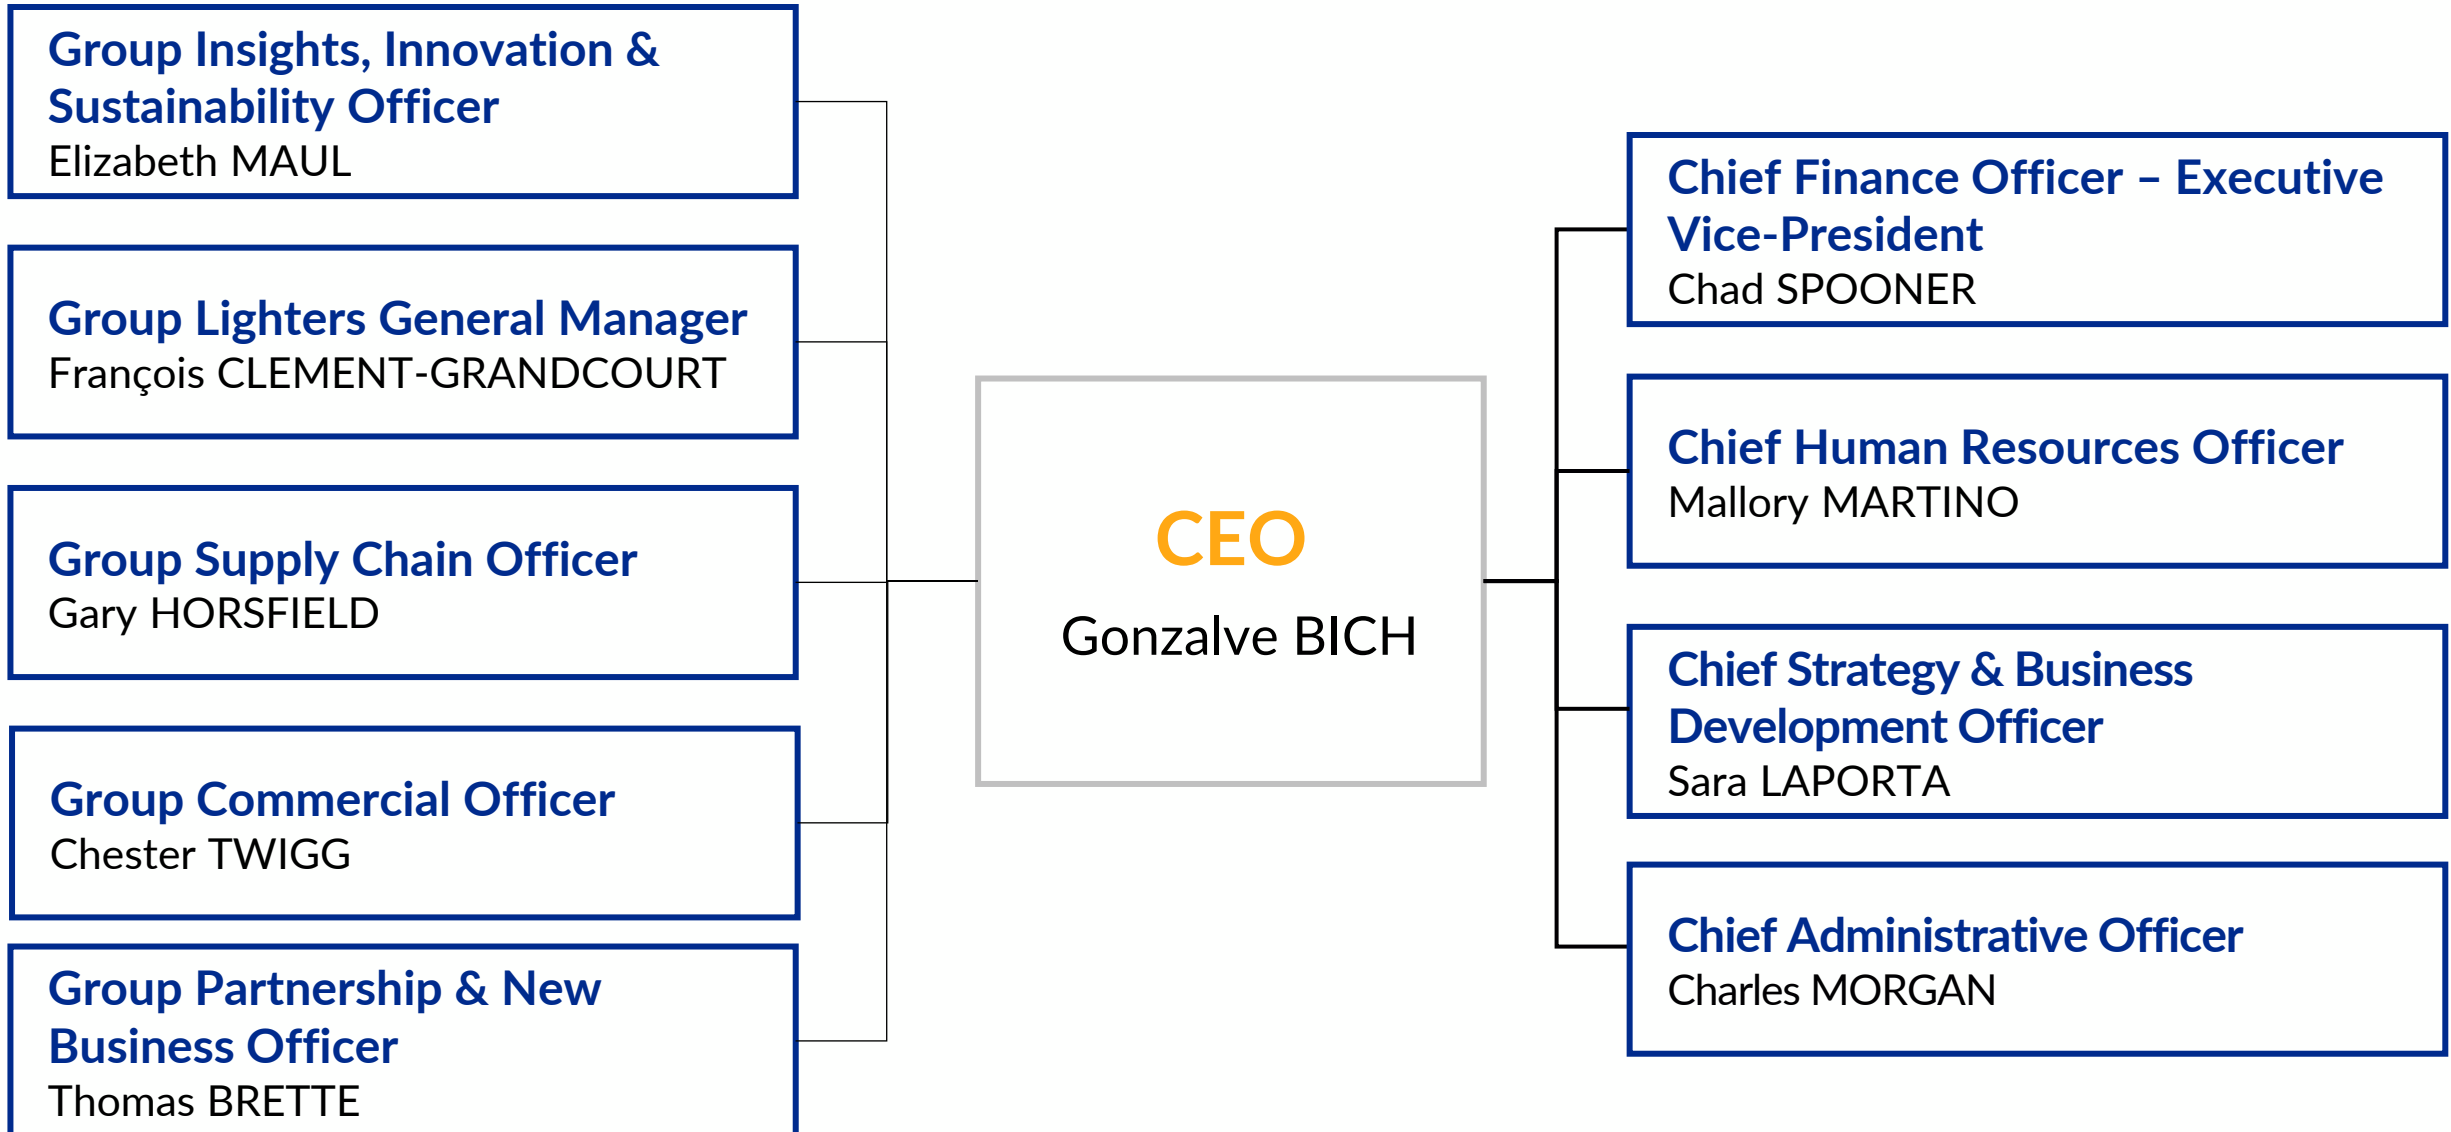 Group Insights, Innovation &
Sustainability Officer
Elizabeth MAUL
Group Lighters General Manager
François CLEMENT-GRANDCOURT
Group Supply Chain Officer
Gary HORSFIELD
Group Commercial Officer
Chester TWIGG
Group Partnership & New
Business Officer
Thomas BRETTE
CEO
Gonzalve BICH
Chief Finance Officer – Executive
Vice-President
Chad SPOONER
Chief Human Resources Officer
Mallory MARTINO
Chief Strategy & Business
Development Officer
Sara LAPORTA
Chief Administrative Officer
Charles MORGAN